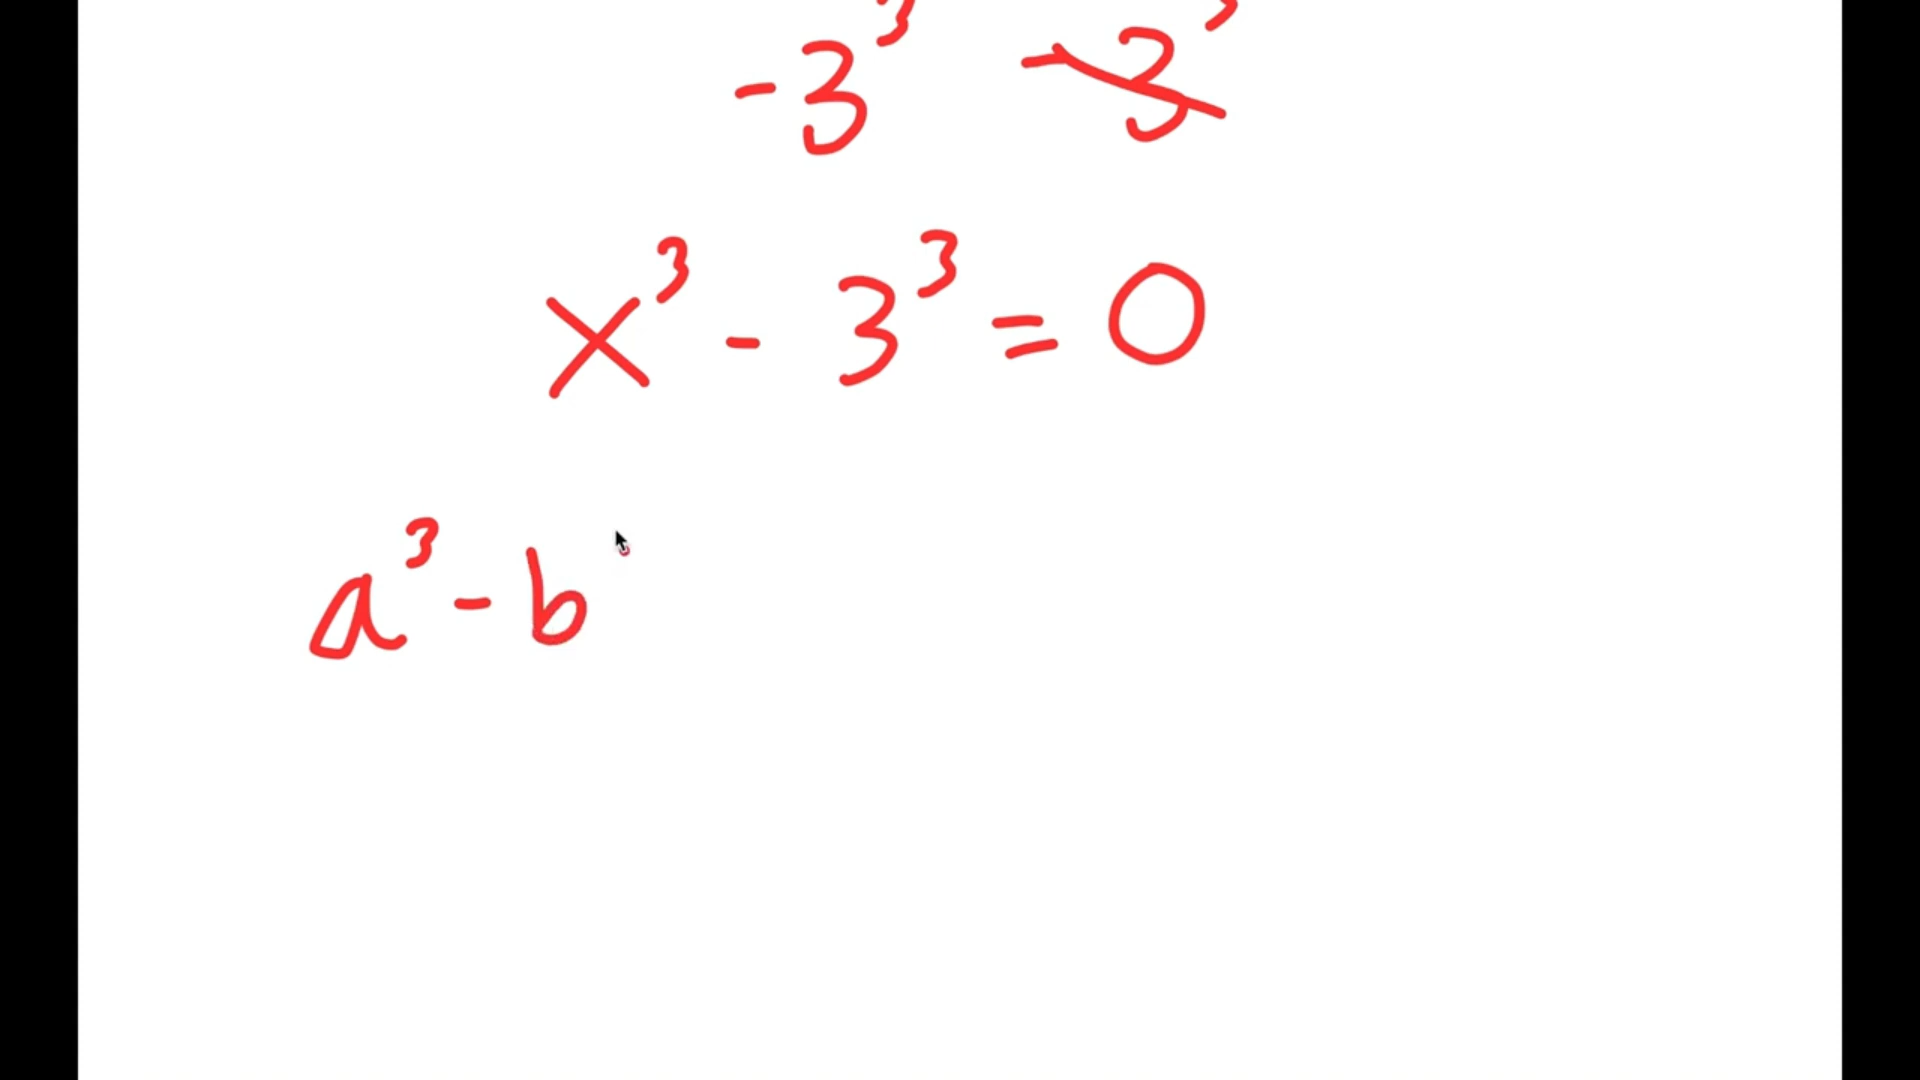 -3³ -3³
x³ - 3³ = 0
a³ - b